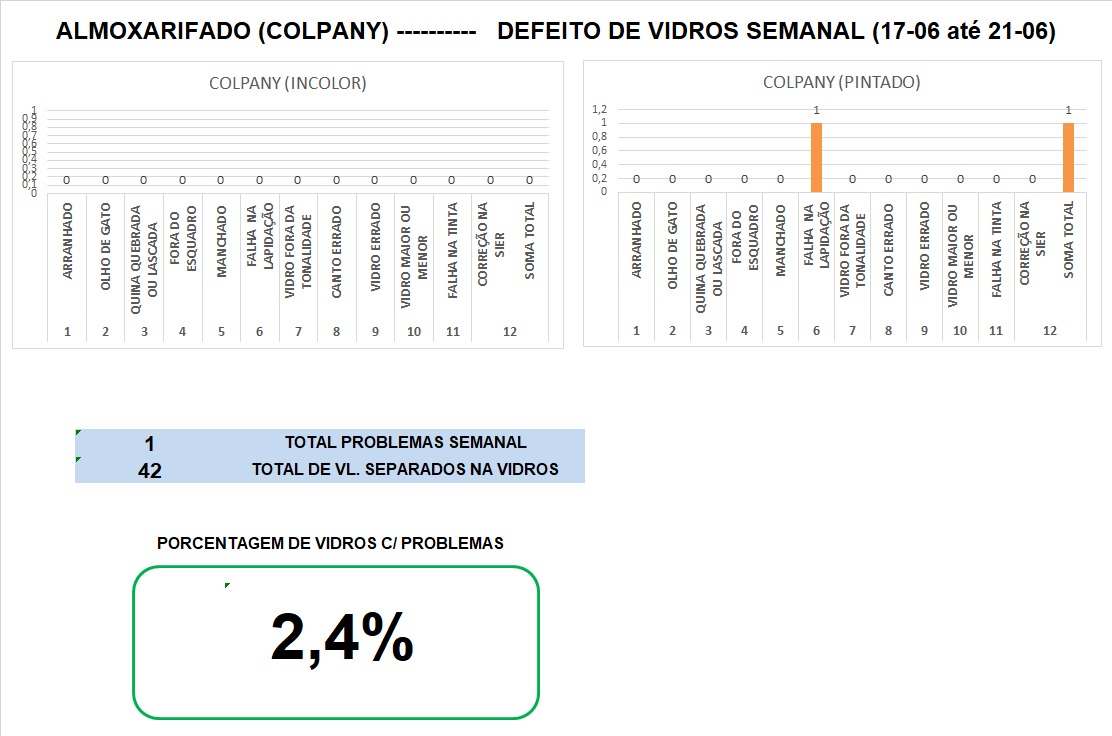 ALMOXARIFADO (COLPANY) ---------- DEFEITO DE VIDROS SEMANAL (17-06 até 21-06)
COLPANY (INCOLOR)
1
0,9
0,8
0,7
0,6
0,5
0,4
0,3
0,2
0,1
0
0 0 0 0 0 0 0 0 0 0 0 0 0
ARRANHADO
OLHO DE GATO
QUINA QUEBRADA
OU LASCADA
FORA DO
ESQUADRO
MANCHADO
FALHA NA
LAPIDAÇÃO
VIDRO FORA DA
TONALIDADE
CANTO ERRADO
VIDRO ERRADO
VIDRO MAIOR OU
MENOR
FALHA NA TINTA
CORREÇÃO NA
SIER
SOMA TOTAL
1 2 3 4 5 6 7 8 9 10 11 12
COLPANY (PINTADO)
1,2
1
0,8
0,6
0,4
0,2
0
0 0 0 0 0 1 0 0 0 0 0 0 1
ARRANHADO
OLHO DE GATO
QUINA QUEBRADA
OU LASCADA
FORA DO
ESQUADRO
MANCHADO
FALHA NA
LAPIDAÇÃO
VIDRO FORA DA
TONALIDADE
CANTO ERRADO
VIDRO ERRADO
VIDRO MAIOR OU
MENOR
FALHA NA TINTA
CORREÇÃO NA
SIER
SOMA TOTAL
1 2 3 4 5 6 7 8 9 10 11 12
1 TOTAL PROBLEMAS SEMANAL
42 TOTAL DE VL. SEPARADOS NA VIDROS
PORCENTAGEM DE VIDROS C/ PROBLEMAS
2,4%